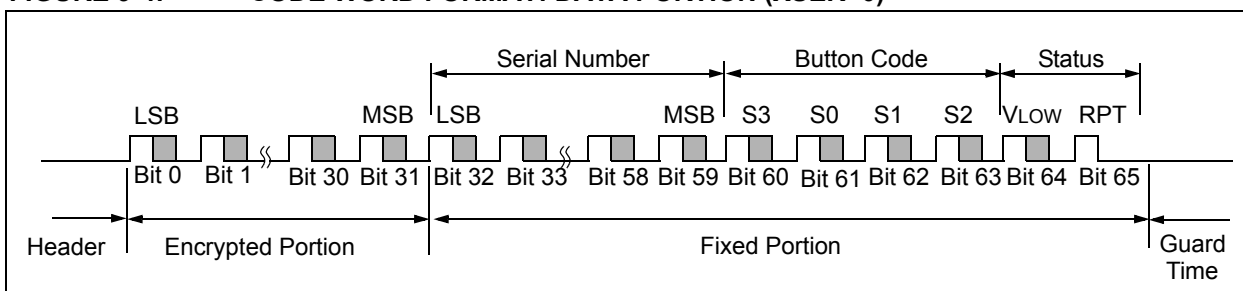 FIGURE CODE WORD FORMAT: DATA PORTION (XSER=0)
Serial Number Button Code Status
LSB MSB LSB MSB S3 S0 S1 S2 VLOW RPT
Bit 0 Bit 1 Bit 30 Bit 31 Bit 32 Bit 33 Bit 58 Bit 59 Bit 60 Bit 61 Bit 62 Bit 63 Bit 64 Bit 65
Header Encrypted Portion Fixed Portion Guard
Time